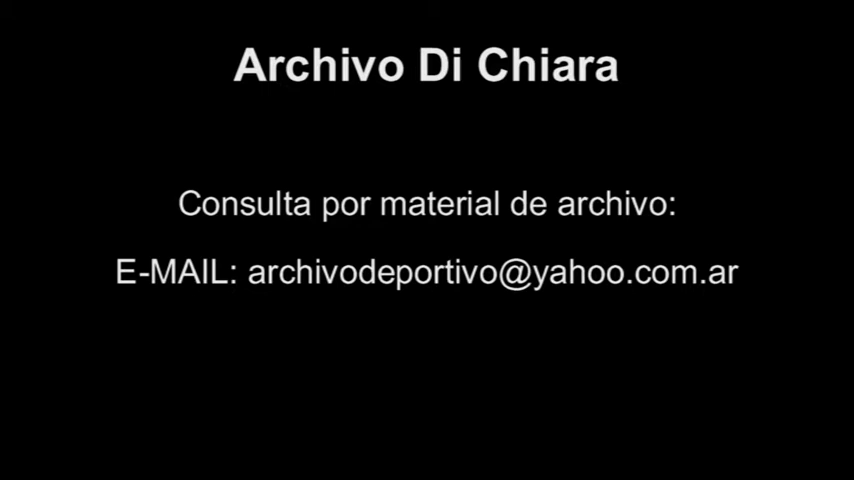 Archivo Di Chiara
Consulta por material de archivo:
E-MAIL: archivodeportivo@yahoo.com.ar